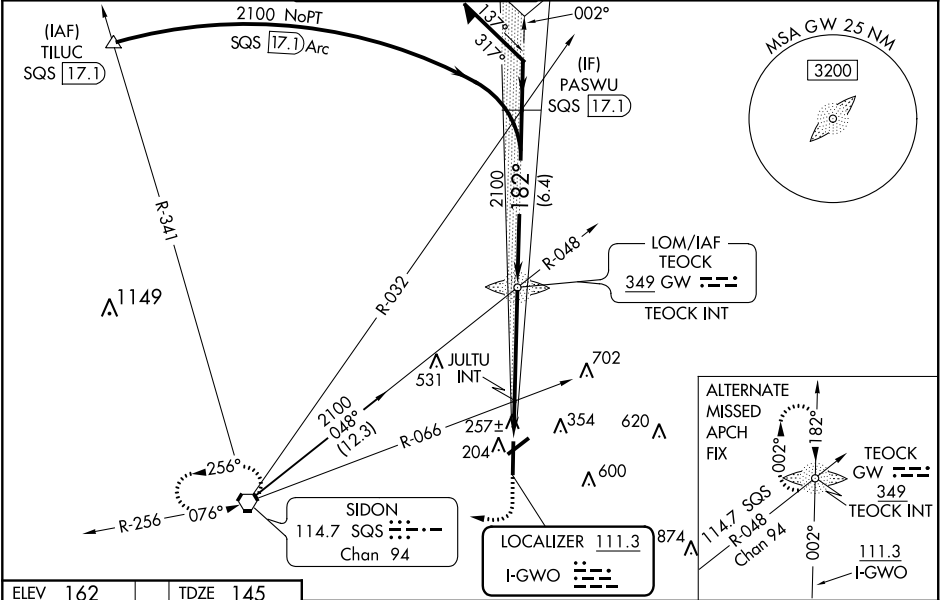 2100 NoPT
SQS 17.1 Arc
(IAF)
TILUC
SQS 17.1
137°
317°
002°
(IF)
PASWU
SQS 17.1
MSA GW 25 NM
3200
2100
182°
(6.4)
R-341
R-032
R-048
LOM/IAF
TEOCK
349 GW
TEOCK INT
1149
531
JULTU
INT
702
2100
048°
(12.3)
R-066
257±
204
354
620
600
874
256°
R-256
076°
SIDON
114.7 SQS
Chan 94
LOCALIZER 111.3
I-GWO
ALTERNATE
MISSED
APCH
FIX
182°
002°
TEOCK
GW
349
TEOCK INT
114.7 SQS
R-048
Chan 94
002°
111.3
I-GWO
ELEV 162
TDZE 145